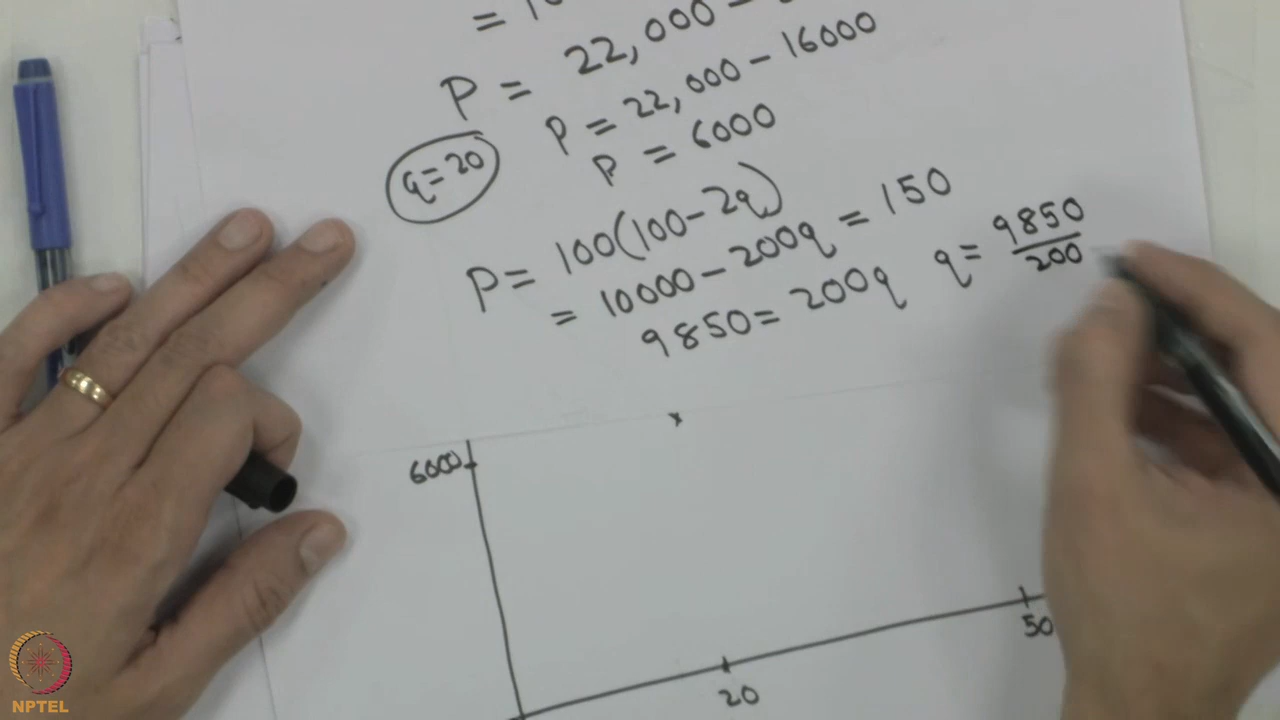 = 10
P = 22,000 -
P = 22,000 - 16000
q = 20
P = 6000
P = 100(100 - 2q)
= 10000 - 200q = 150
9850 = 200q
q = 9850
200
6000
x
50
20
NPTEL